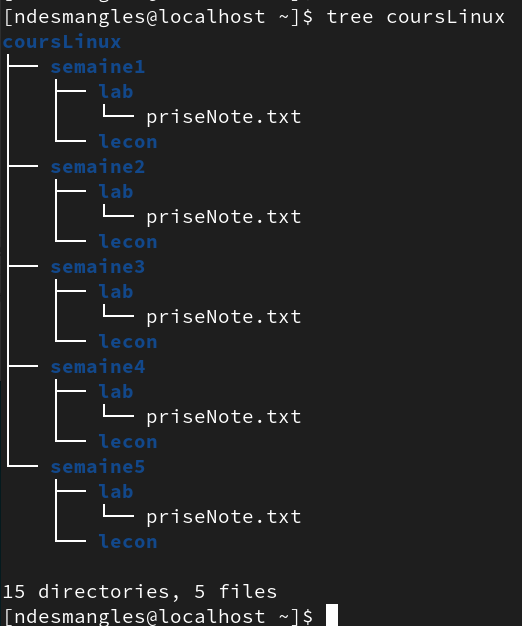 [ndesmangles@localhost ~]$ tree coursLinux
coursLinux
├── semaine1
│   ├── lab
│   │   └── priseNote.txt
│   └── lecon
├── semaine2
│   ├── lab
│   │   └── priseNote.txt
│   └── lecon
├── semaine3
│   ├── lab
│   │   └── priseNote.txt
│   └── lecon
├── semaine4
│   ├── lab
│   │   └── priseNote.txt
│   └── lecon
└── semaine5
    ├── lab
    │   └── priseNote.txt
    └── lecon

15 directories, 5 files
[ndesmangles@localhost ~]$